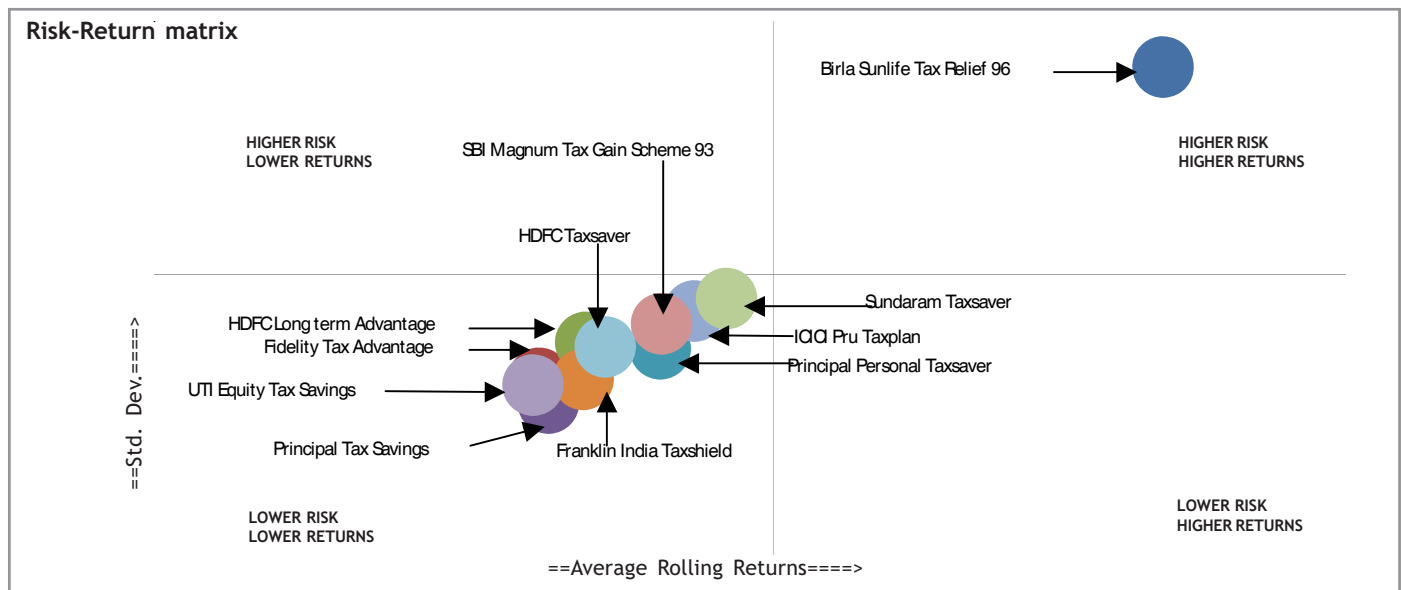 Risk-Return matrix
Birla Sunlife Tax Relief 96
HIGHER RISK
LOWER RETURNS
SBI Magnum Tax Gain Scheme 93
HIGHER RISK
HIGHER RETURNS
HDFC Taxsaver
Sundaram Taxsaver
HDFC Long term Advantage
ICICI Pru Taxplan
Fidelity Tax Advantage
Principal Personal Taxsaver
UTI Equity Tax Savings
Principal Tax Savings
Franklin India Taxshield
==Std. Dev.====>
LOWER RISK
LOWER RETURNS
LOWER RISK
HIGHER RETURNS
==Average Rolling Returns====>